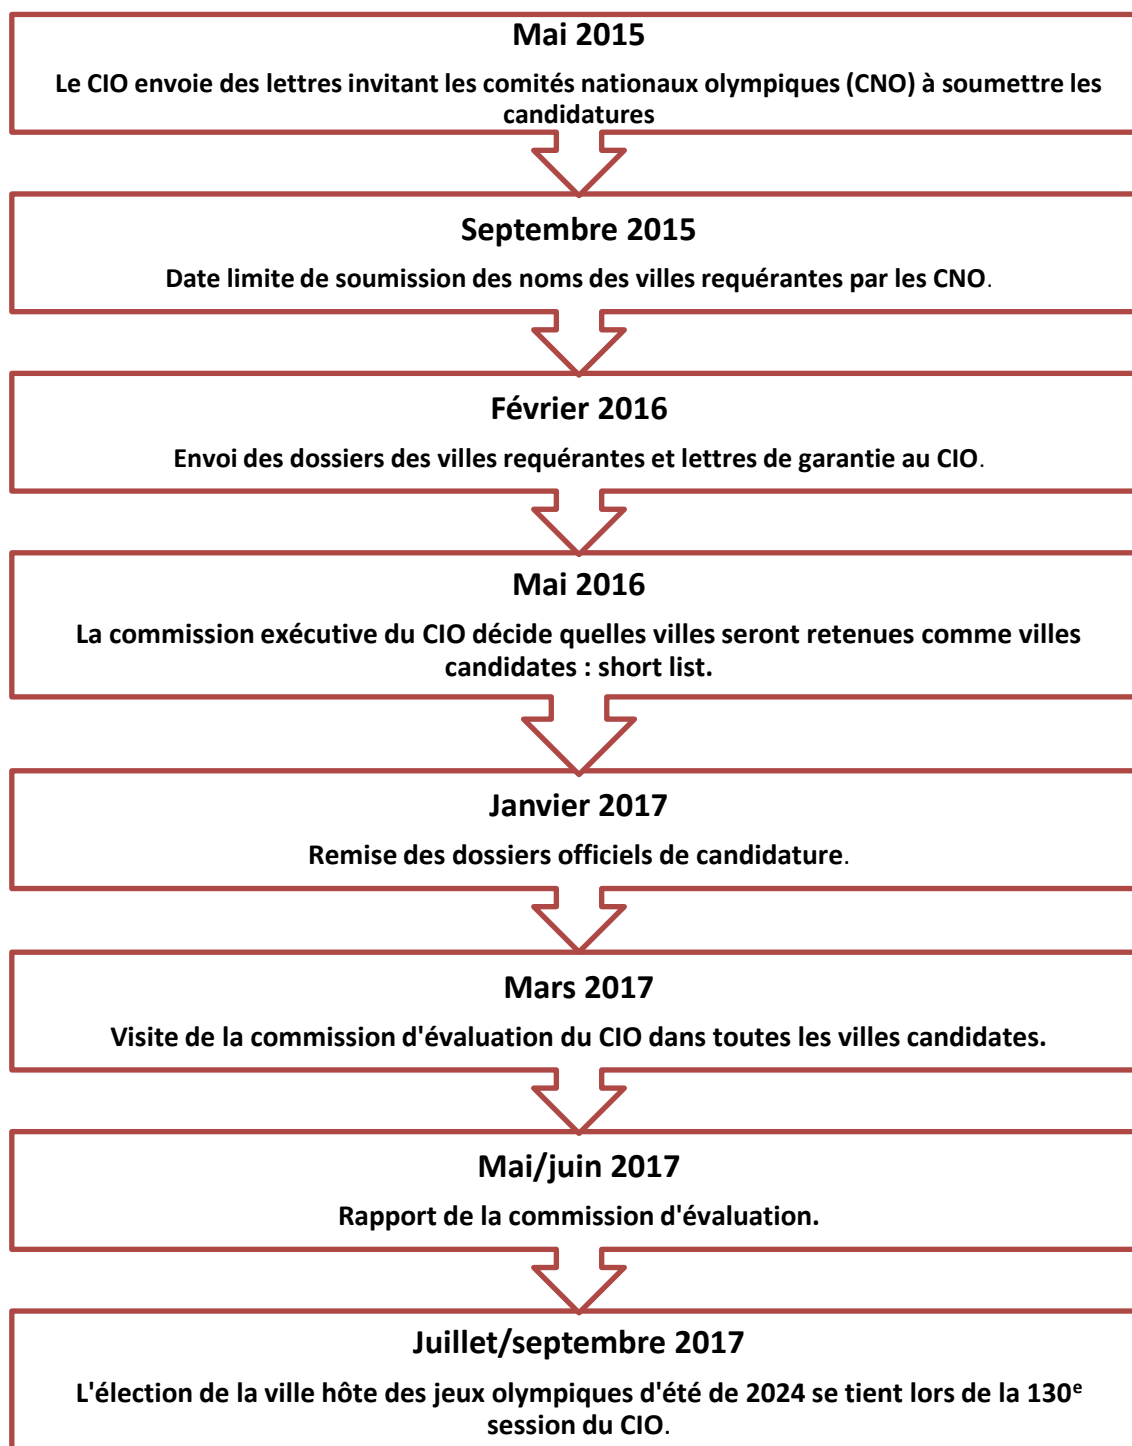 Mai 2015
Le CIO envoie des lettres invitant les comités nationaux olympiques (CNO) à soumettre les
candidatures
Septembre 2015
Date limite de soumission des noms des villes requérantes par les CNO.
Février 2016
Envoi des dossiers des villes requérantes et lettres de garantie au CIO.
Mai 2016
La commission exécutive du CIO décide quelles villes seront retenues comme villes
candidates : short list.
Janvier 2017
Remise des dossiers officiels de candidature.
Mars 2017
Visite de la commission d'évaluation du CIO dans toutes les villes candidates.
Mai/juin 2017
Rapport de la commission d'évaluation.
Juillet/septembre 2017
L'élection de la ville hôte des jeux olympiques d'été de 2024 se tient lors de la 130e
session du CIO.